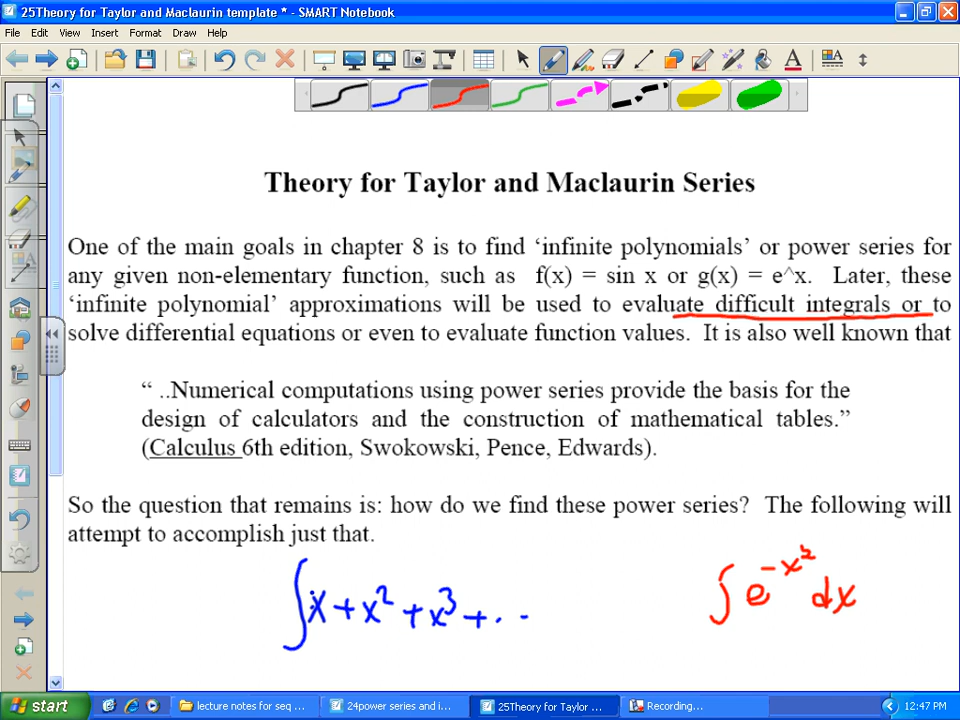 25Theory for Taylor and Maclaurin template * - SMART Notebook
File Edit View Insert Format Draw Help
Theory for Taylor and Maclaurin Series
One of the main goals in chapter 8 is to find ‘infinite polynomials’ or power series for
any given non-elementary function, such as f(x) = sin x or g(x) = e^x. Later, these
‘infinite polynomial’ approximations will be used to evaluate difficult integrals or to
solve differential equations or even to evaluate function values. It is also well known that
“ ..Numerical computations using power series provide the basis for the
design of calculators and the construction of mathematical tables.”
(Calculus 6th edition, Swokowski, Pence, Edwards).
So the question that remains is: how do we find these power series? The following will
attempt to accomplish just that.
∫x + x² + x³ + . . -
∫ e^-x² dx
start lecture notes for seq ... 24power series and i... 25Theory for Taylor ... Recording... 12:47 PM